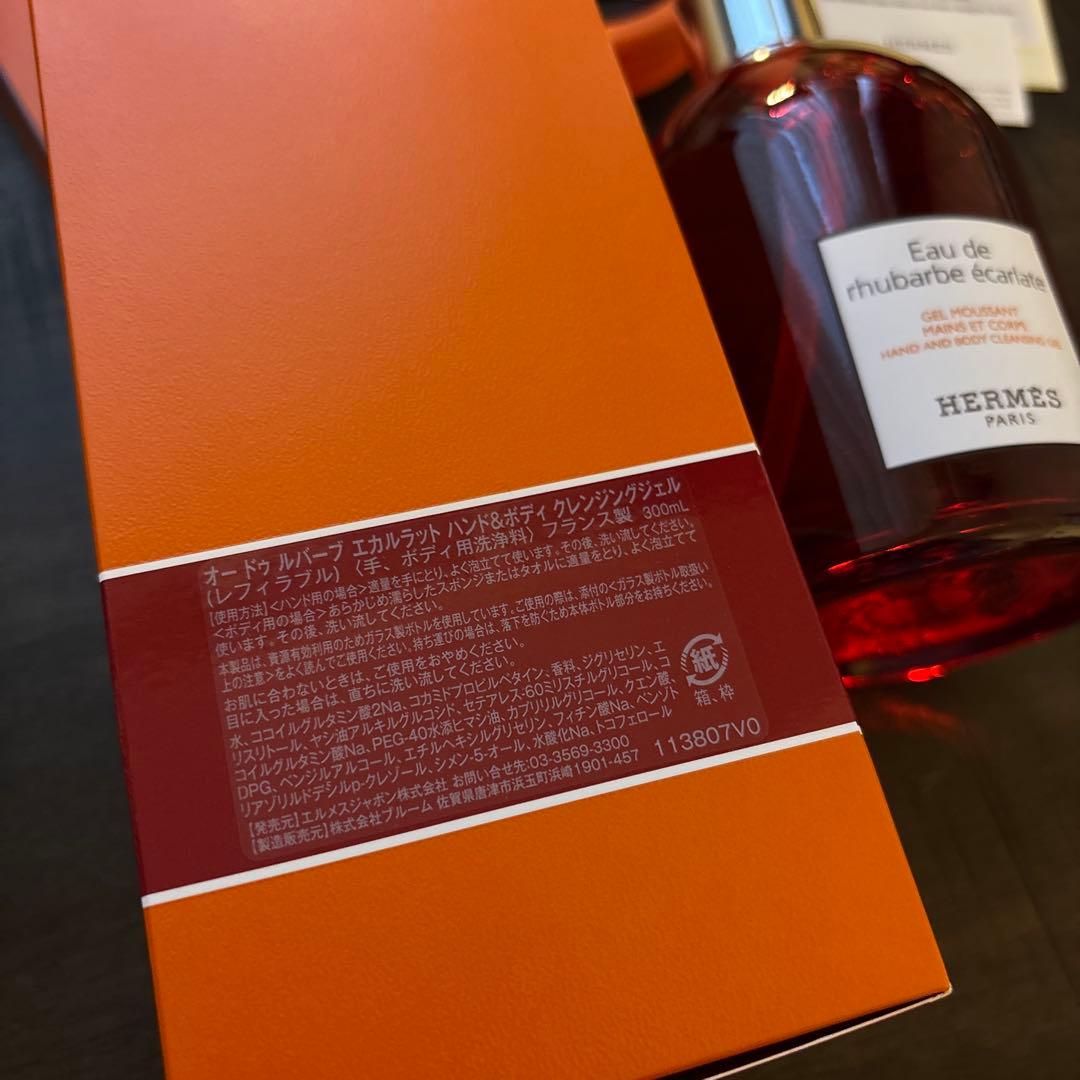 オー ドゥ ルバーブ エカルラット ハンド&ボディ クレンジングジェル
(レフィラブル)〈手、ボディ用洗浄料〉フランス製 300mL
【使用方法】<ハンド用の場合>適量を手にとり、よく泡立てて使います。その後、洗い流してください。
<ボディ用の場合>あらかじめ濡らしたスポンジまたはタオルに適量をとり、よく泡立てて
使います。その後、洗い流してください。
本製品は、資源有効利用のためガラス製ボトルを使用しています。ご使用の際は、添付の<ガラス製ボトル取扱い
上の注意>をよく読んでご使用ください。持ち運びの場合は、落下を防ぐため本体ボトル部分をお持ちください。
お肌に合わないときは、ご使用をおやめください。
目に入った場合は、直ちに洗い流してください。
水、ココイルグルタミン酸2Na、コカミドプロピルベタイン、香料、ジグリセリン、エ
リスリトール、ヤシ油アルキルグルコシド、セテアレス-60ミリスチルグリコール、コ
コイルグルタミン酸Na、PEG-40水添ヒマシ油、カプリリルグリコール、クエン酸、
DPG、ベンジルアルコール、エチルヘキシルグリセリン、フィチン酸Na、ベンゾト
リアゾリルドデシルp-クレゾール、シメン-5-オール、水酸化Na、トコフェロール
【発売元】エルメスジャポン株式会社 お問い合せ先:03-3569-3300
【製造販売元】株式会社ブルーム 佐賀県唐津市浜玉町浜崎1901-457
113807V0
紙
箱、枠
Eau de
rhubarbe écarlate
GEL MOUSSANT
MAINS ET CORPS
HAND AND BODY CLEANSING GEL
HERMÈS
PARIS